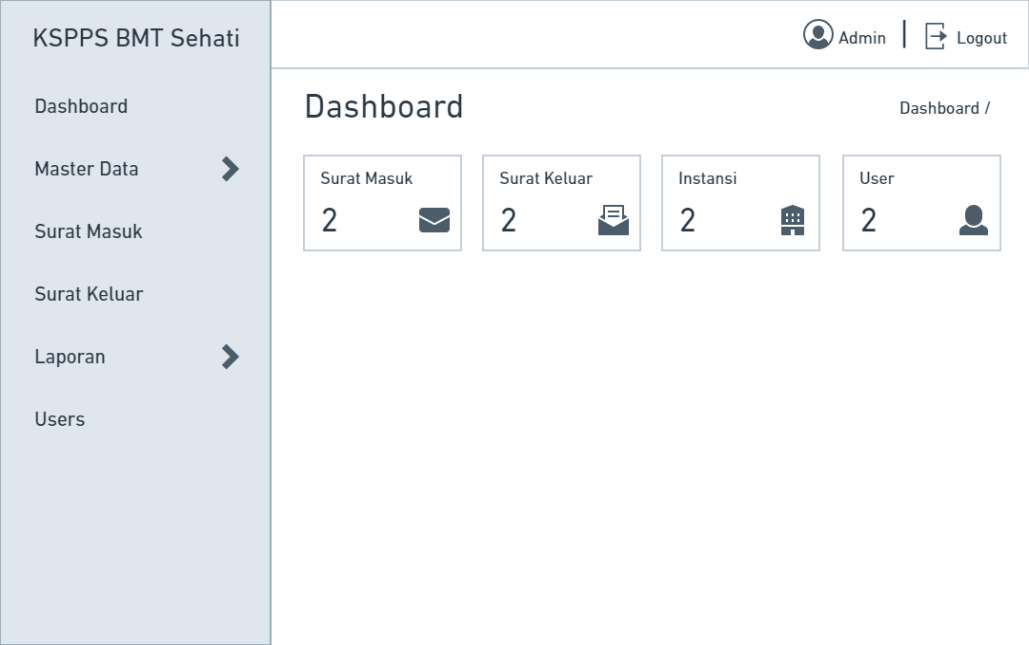 KSPPS BMT Sehati
Dashboard
Master Data
Surat Masuk
Surat Keluar
Laporan
Users
Admin
Logout
Dashboard
Dashboard /
Surat Masuk
2
Surat Keluar
2
Instansi
2
User
2